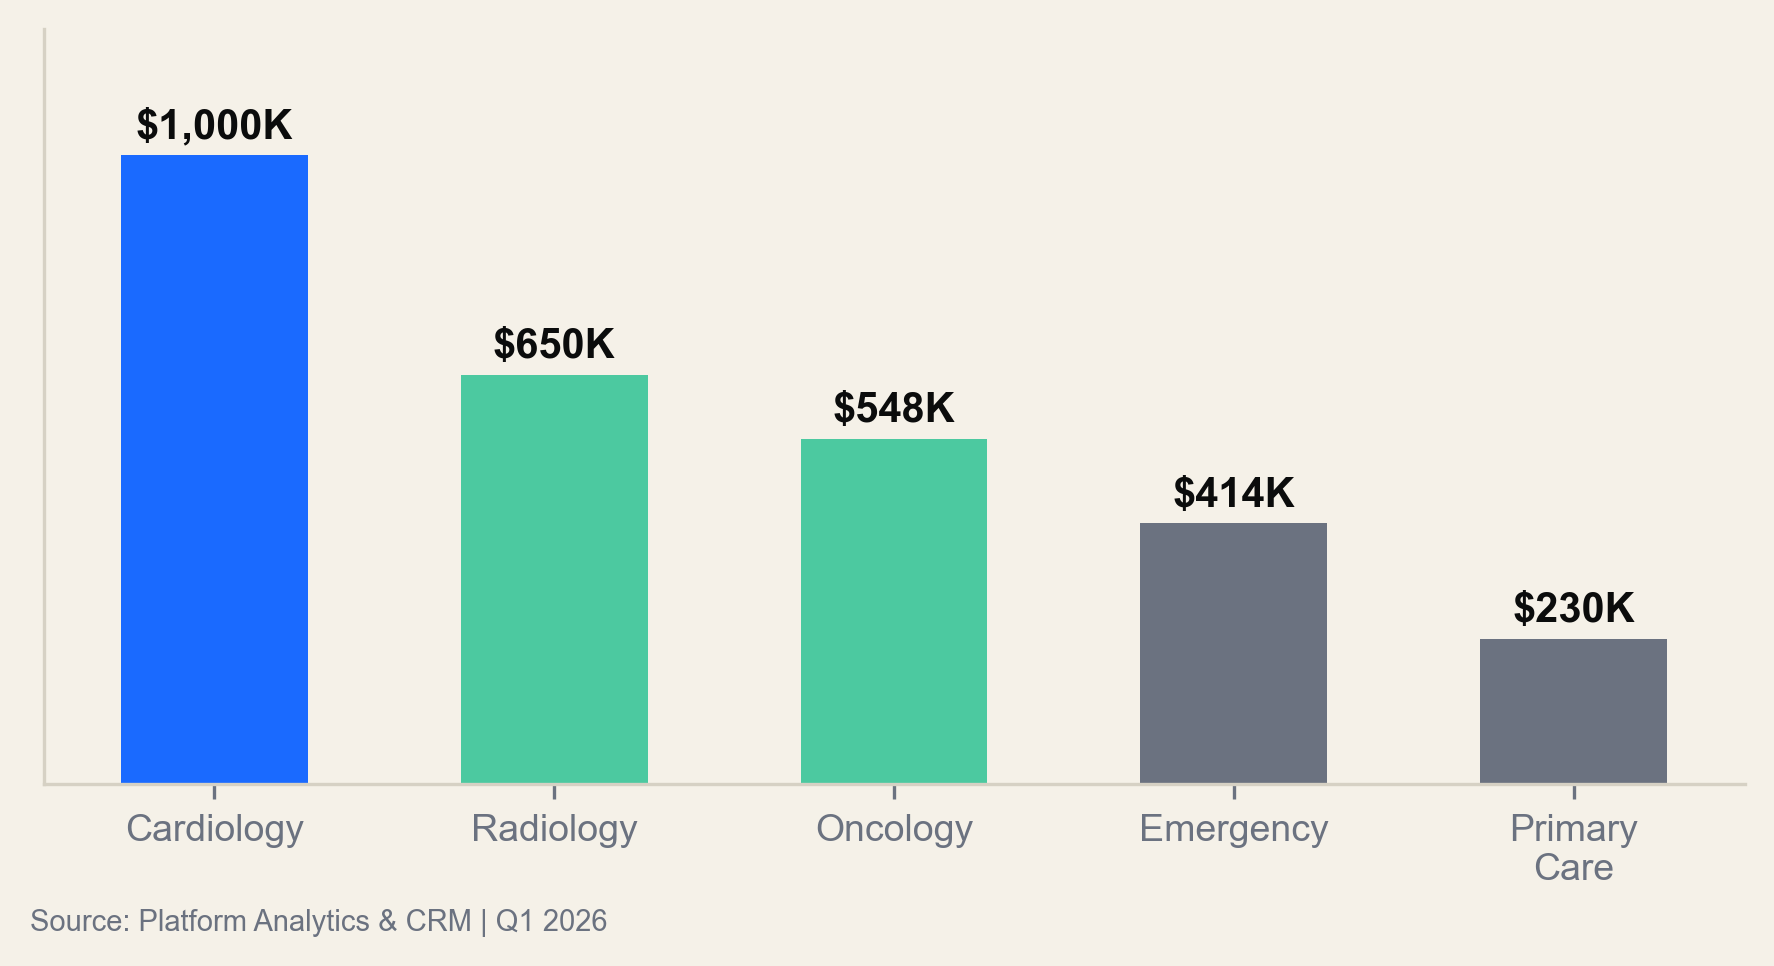 $1,000K
$650K
$548K
$414K
$230K
Cardiology
Radiology
Oncology
Emergency
Primary
Care
Source: Platform Analytics & CRM | Q1 2026